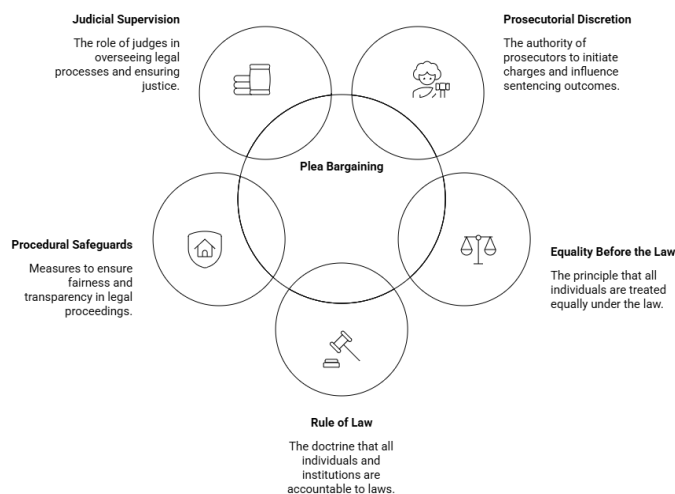 Judicial Supervision
The role of judges in
overseeing legal
processes and ensuring
justice.
Prosecutorial Discretion
The authority of
prosecutors to initiate
charges and influence
sentencing outcomes.
Plea Bargaining
Procedural Safeguards
Measures to ensure
fairness and
transparency in legal
proceedings.
Equality Before the Law
The principle that all
individuals are treated
equally under the law.
Rule of Law
The doctrine that all
individuals and
institutions are
accountable to laws.